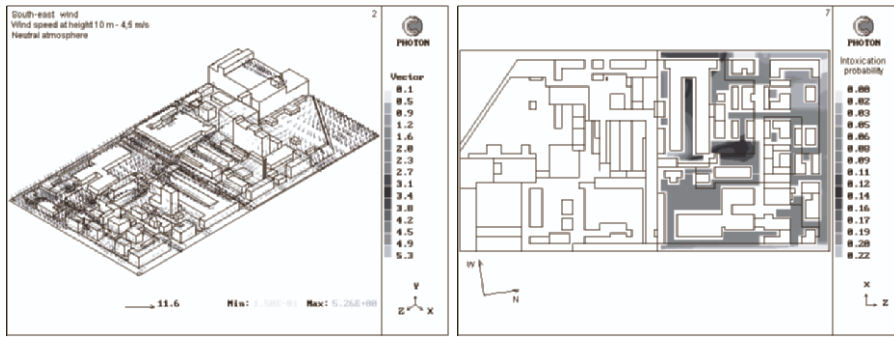 South-east wind
Wind speed at height 10 m - 4,5 m/s
Neutral atmosphere
2
PHOTON
Vector
0.1
0.5
0.9
1.2
1.6
2.0
2.3
2.7
3.1
3.4
3.8
4.2
4.5
4.9
5.3
11.6
Min: 1.50E-01 Max: 5.26E+00
Y
Z X
7
PHOTON
Intoxication
probability
0.00
0.02
0.03
0.05
0.06
0.08
0.09
0.11
0.12
0.14
0.16
0.17
0.19
0.20
0.22
W
N
X
Z